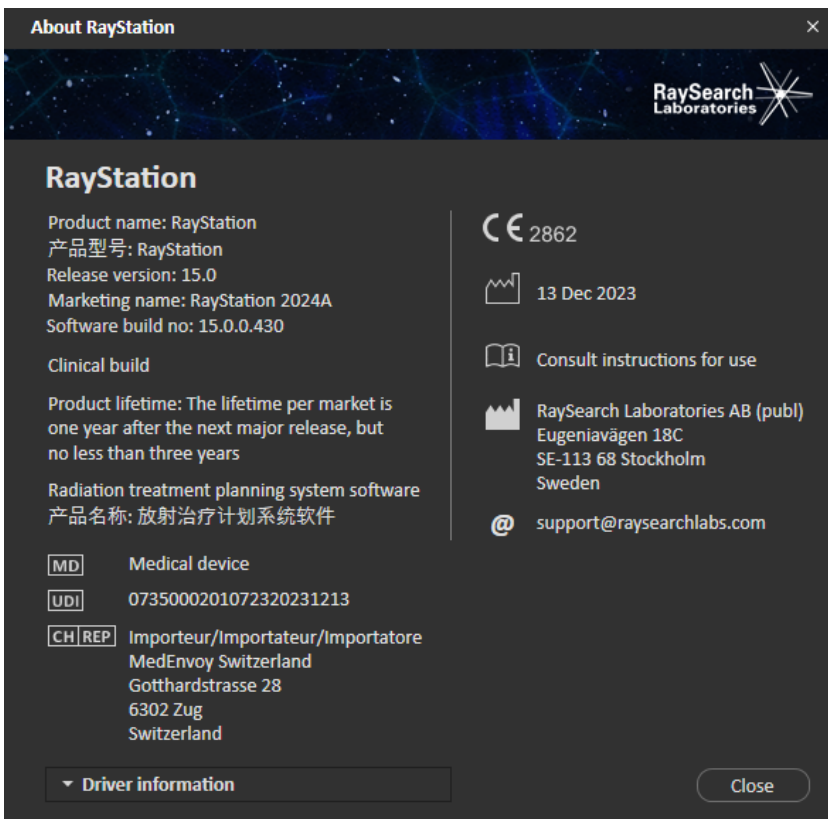 About RayStation
RaySearch
Laboratories
RayStation
Product name: RayStation
产品型号: RayStation
Release version: 15.0
Marketing name: RayStation 2024A
Software build no: 15.0.0.430
Clinical build
Product lifetime: The lifetime per market is
one year after the next major release, but
no less than three years
Radiation treatment planning system software
产品名称: 放射治疗计划系统软件
MD Medical device
UDI 0735000201072320231213
CH REP Importeur/Importateur/Importatore
MedEnvoy Switzerland
Gotthardstrasse 28
6302 Zug
Switzerland
CE 2862
13 Dec 2023
Consult instructions for use
RaySearch Laboratories AB (publ)
Eugeniavägen 18C
SE-113 68 Stockholm
Sweden
@ support@raysearchlabs.com
Driver information
Close